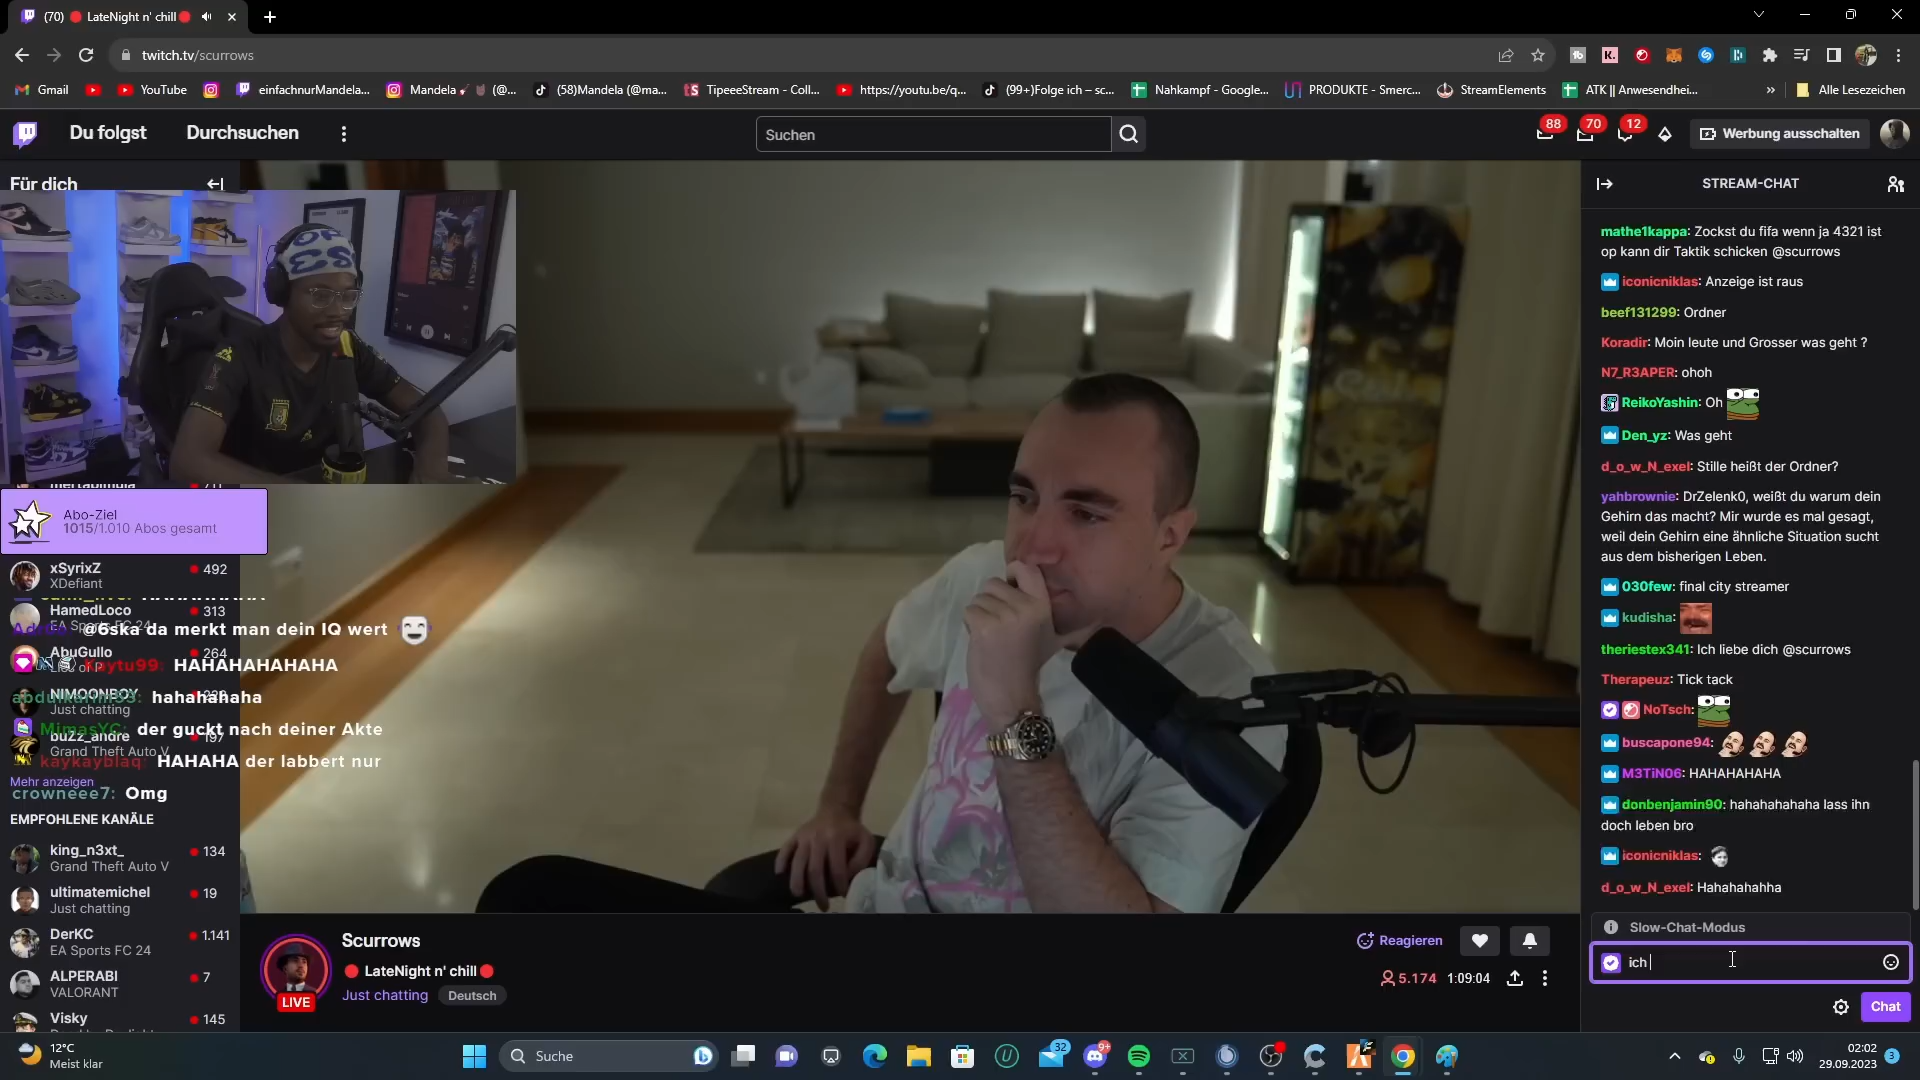 (70) LateNight n' chill
twitch.tv/scurrows
Gmail YouTube einfachnurMandela... Mandela (@... (58)Mandela (@ma... TipeeeStream - Coll... https://youtu.be/q... (99+)Folge ich – sc... Nahkampf - Google... PRODUKTE - Smerc... StreamElements ATK || Anwesendhei... » Alle Lesezeichen
Du folgst Durchsuchen Suchen 88 70 12 Werbung ausschalten
Für dich
Abo-Ziel
1015/1.010 Abos gesamt
xSyrixZ 492
XDefiant
HamedLoco 313
@6ska da merkt man dein IQ wert
AbuGullo 264
Kaytu99: HAHAHAHAHAHA
NIMOONBOY
hahahahaha
Just chatting
MimasYC: der guckt nach deiner Akte
buZz_andre 197
Grand Theft Auto V
kaykayblaq: HAHAHA der labbert nur
Mehr anzeigen
crowneee7: Omg
EMPFOHLENE KANÄLE
king_n3xt_ 134
Grand Theft Auto V
ultimatemichel 19
Just chatting
DerKC 1.141
EA Sports FC 24
ALPERABI 7
VALORANT
Visky 145
Scurrows
LateNight n' chill
Just chatting Deutsch
LIVE
Reagieren
5.174 1:09:04
STREAM-CHAT
mathe1kappa: Zockst du fifa wenn ja 4321 ist
op kann dir Taktik schicken @scurrows
iconicniklas: Anzeige ist raus
beef131299: Ordner
Koradir: Moin leute und Grosser was geht ?
N7_R3APER: ohoh
ReikoYashin: Oh
Den_yz: Was geht
d_o_w_N_exel: Stille heißt der Ordner?
yahbrownie: DrZelenk0, weißt du warum dein
Gehirn das macht? Mir wurde es mal gesagt,
weil dein Gehirn eine ähnliche Situation sucht
aus dem bisherigen Leben.
030few: final city streamer
kudisha:
theriestex341: Ich liebe dich @scurrows
Therapeuz: Tick tack
NoTsch:
buscapone94:
M3TiN06: HAHAHAHAHA
donbenjamin90: hahahahahaha lass ihn
doch leben bro
iconicniklas:
d_o_w_N_exel: Hahahahahha
Slow-Chat-Modus
ich
Chat
12°C
Meist klar
Suche
32
9+
02:02
29.09.2023
3